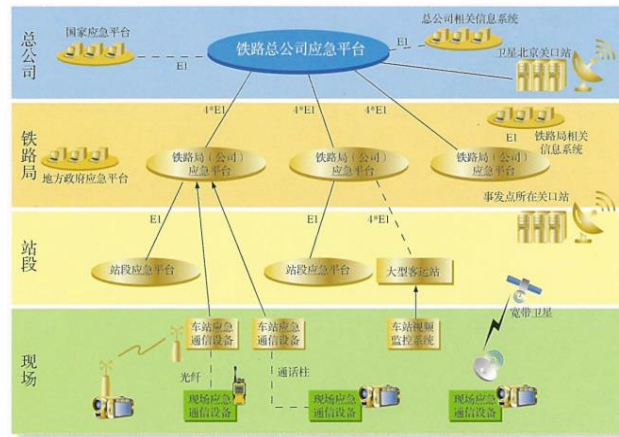 总公司
国家应急平台
E1
铁路总公司应急平台
E1
总公司相关信息系统
卫星北京关口站
4*E1
4*E1
4*E1
铁路局
地方政府应急平台
铁路局(公司)
应急平台
铁路局(公司)
应急平台
铁路局(公司)
应急平台
E1
铁路局相关
信息系统
E1
E1
4*E1
事发点所在关口站
站段
站段应急平台
站段应急平台
大型客运站
宽带卫星
现场
车站应急
通信设备
车站应急
通信设备
车站视频
监控系统
光纤
通话柱
现场应急
通信设备
现场应急
通信设备
现场应急
通信设备